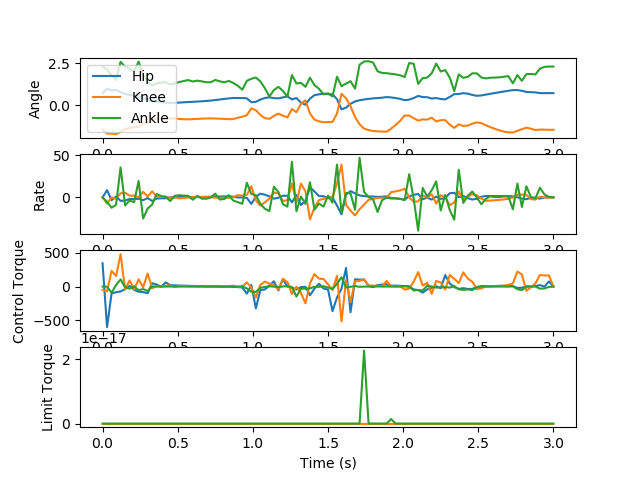 2.5
0.0
Angle
Hip
Knee
Ankle
0.0 0.5 1.0 1.5 2.0 2.5 3.0
50
0
Rate
0.0 0.5 1.0 1.5 2.0 2.5 3.0
500
0
−500
Control Torque
0.0 0.5 1.0 1.5 2.0 2.5 3.0
1e−17
2
0
Limit Torque
0.0 0.5 1.0 1.5 2.0 2.5 3.0
Time (s)